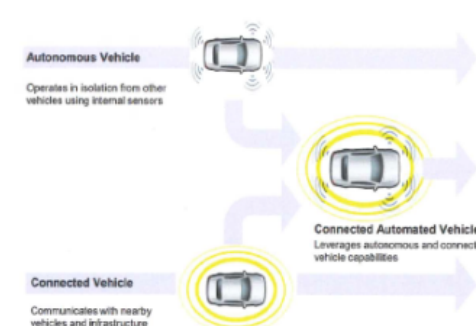 Autonomous Vehicle
Operates in isolation from other
vehicles using internal sensors
Connected Automated Vehicle
Leverages autonomous and connect
vehicle capabilities
Connected Vehicle
Communicates with nearby
vehicles and infrastructure